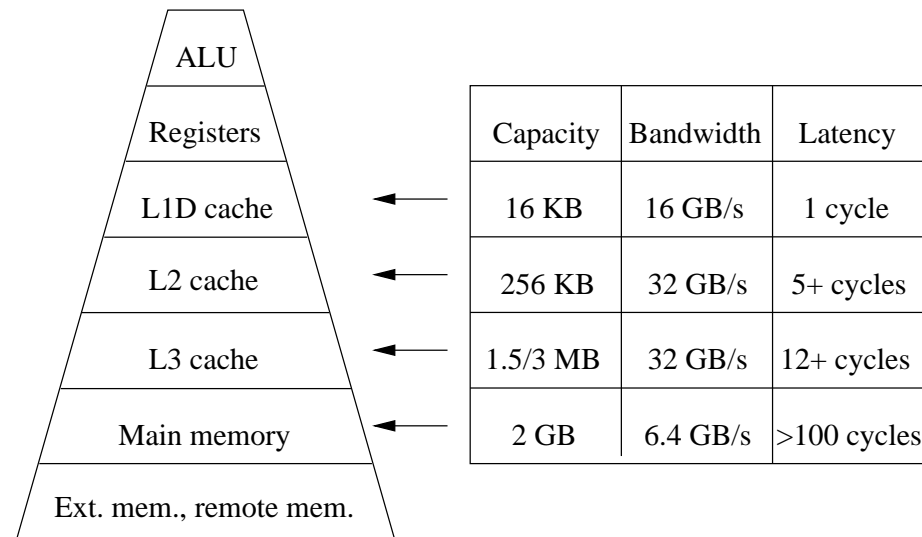 ALU
Registers
L1D cache
L2 cache
L3 cache
Main memory
Ext. mem., remote mem.
Capacity Bandwidth Latency
16 KB 16 GB/s 1 cycle
256 KB 32 GB/s 5+ cycles
1.5/3 MB 32 GB/s 12+ cycles
2 GB 6.4 GB/s >100 cycles